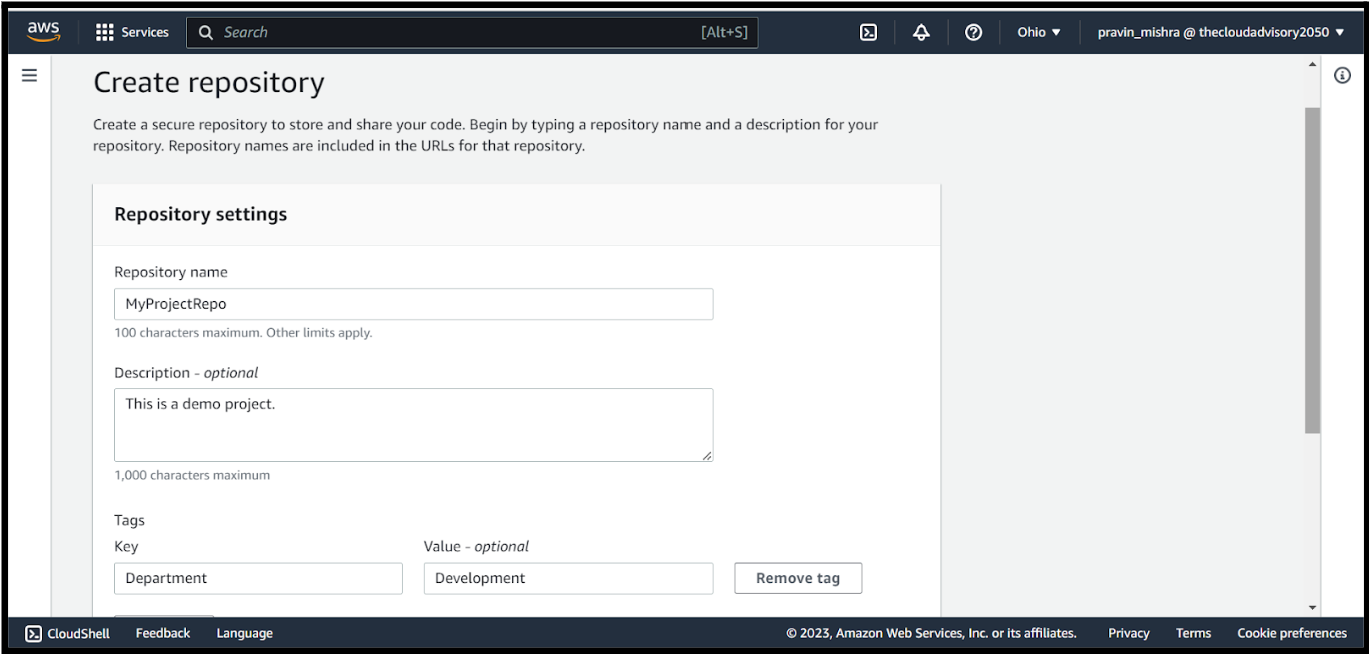 aws Services Search [Alt+S] Ohio pravin_mishra @ thecloudadvisory2050
Create repository
Create a secure repository to store and share your code. Begin by typing a repository name and a description for your
repository. Repository names are included in the URLs for that repository.
Repository settings
Repository name
MyProjectRepo
100 characters maximum. Other limits apply.
Description - optional
This is a demo project.
1,000 characters maximum
Tags
Key Value - optional
Department Development Remove tag
CloudShell Feedback Language © 2023, Amazon Web Services, Inc. or its affiliates. Privacy Terms Cookie preferences